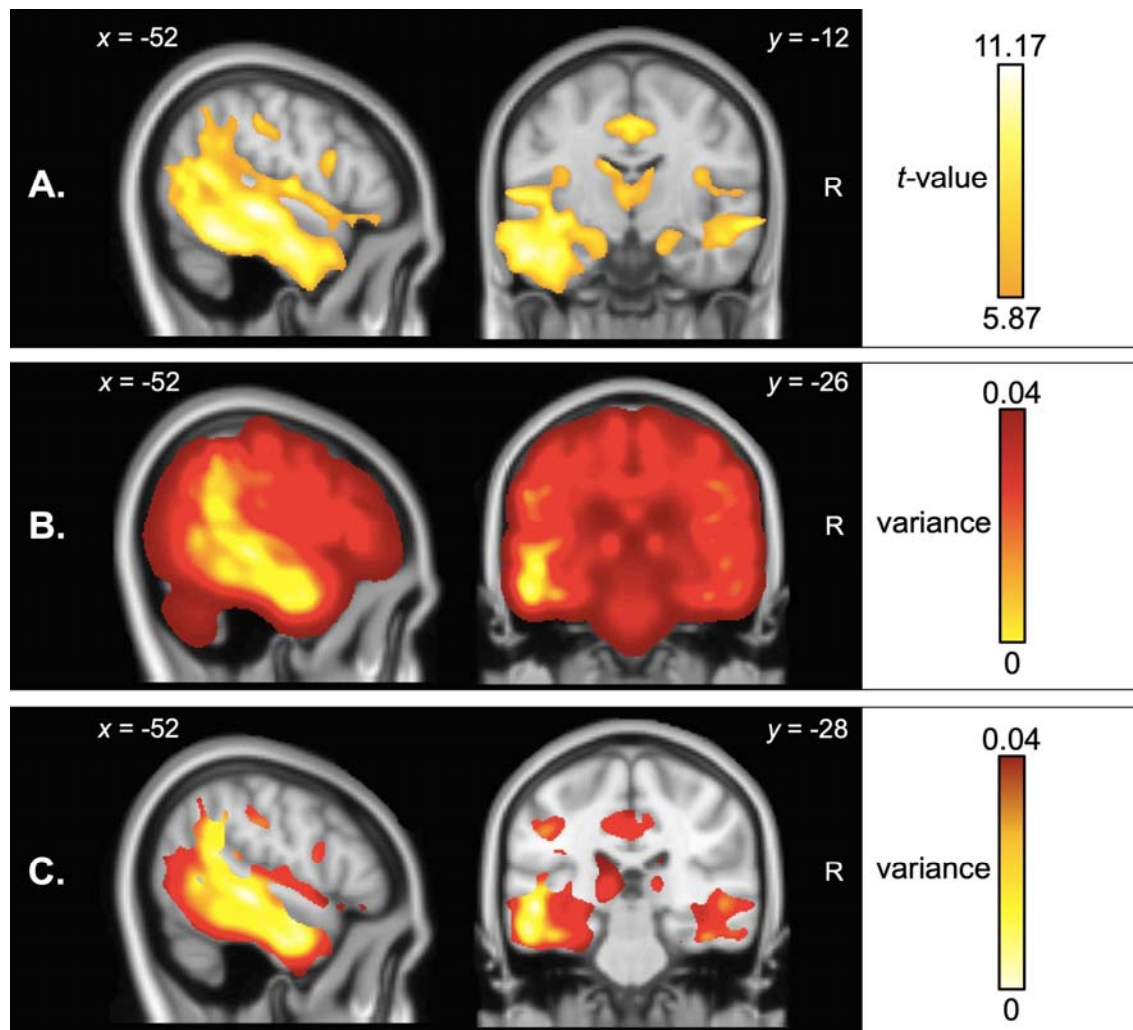 x = -52
y = -12
A.
R
11.17
t-value
5.87
x = -52
y = -26
B.
R
0.04
variance
0
x = -52
y = -28
C.
R
0.04
variance
0